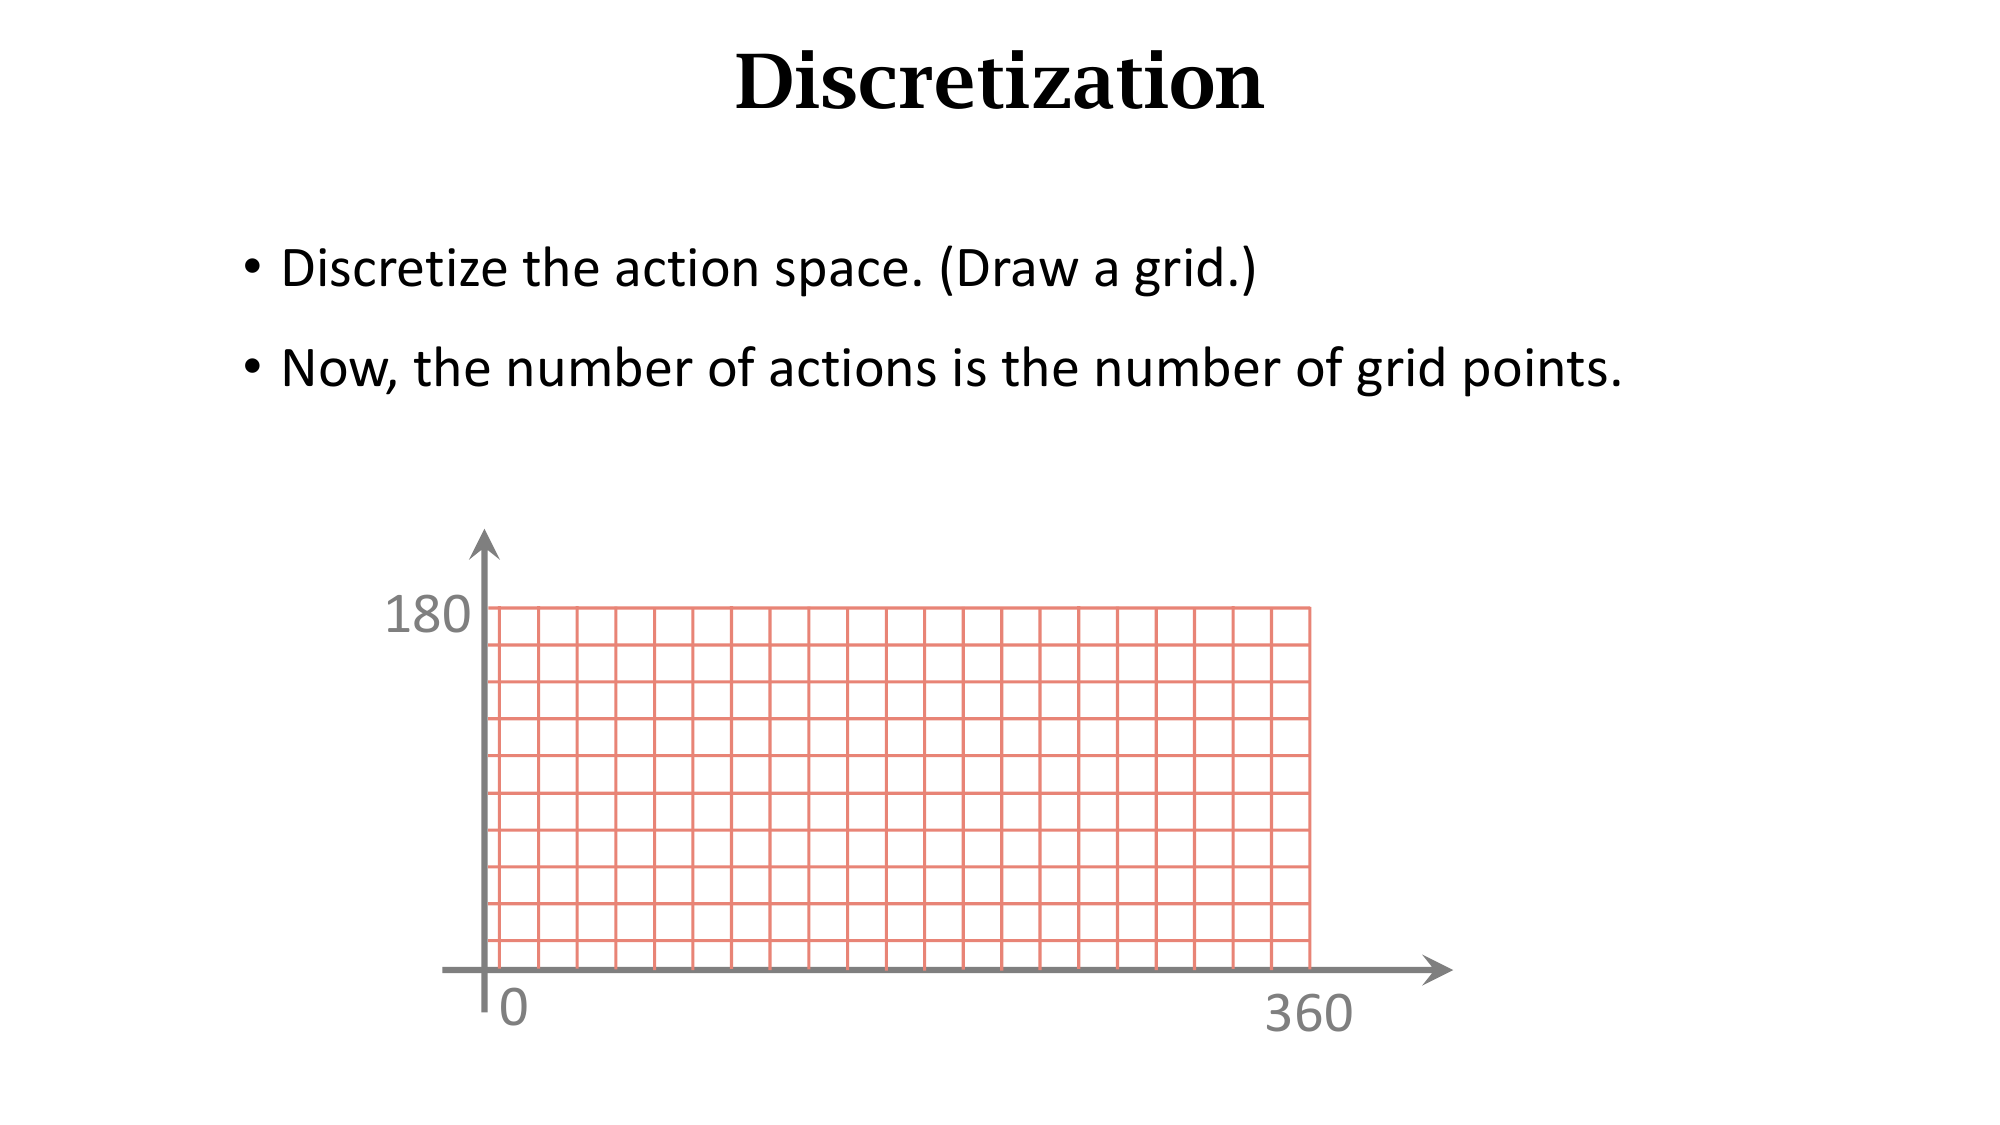 Discretization
• Discretize the action space. (Draw a grid.)
• Now, the number of actions is the number of grid points.
180
0
360